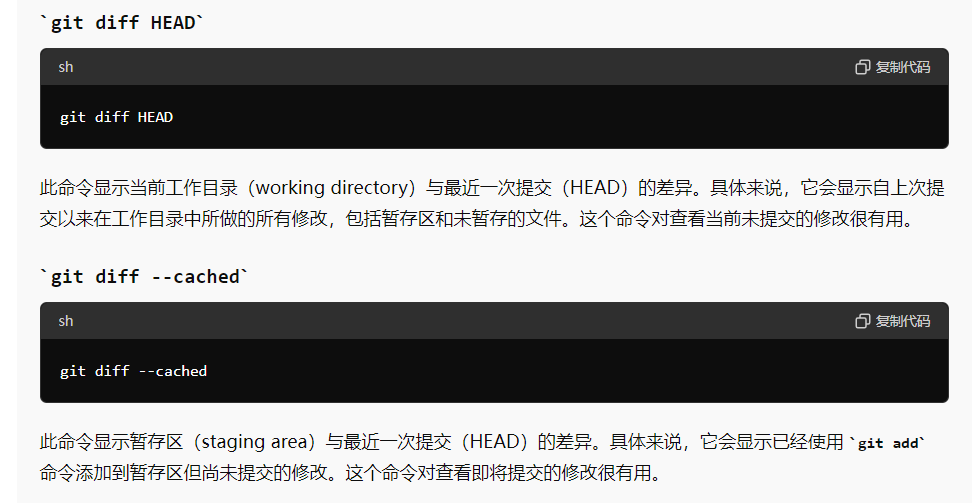 `git diff HEAD`
sh 复制代码
git diff HEAD
此命令显示当前工作目录（working directory）与最近一次提交（HEAD）的差异。具体来说，它会显示自上次提
交以来在工作目录中所做的所有修改，包括暂存区和未暂存的文件。这个命令对查看当前未提交的修改很有用。
`git diff --cached`
sh 复制代码
git diff --cached
此命令显示暂存区（staging area）与最近一次提交（HEAD）的差异。具体来说，它会显示已经使用 `git add`
命令添加到暂存区但尚未提交的修改。这个命令对查看即将提交的修改很有用。